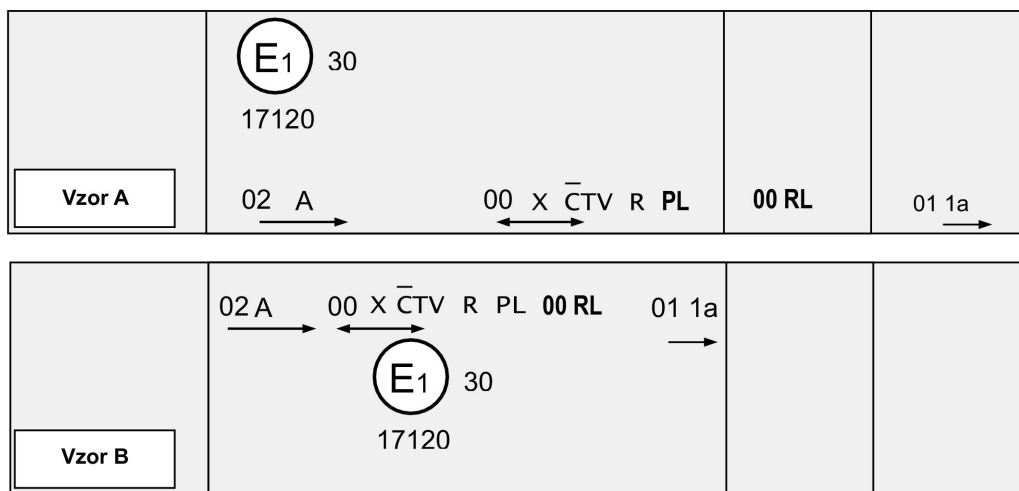 E1 30
17120
Vzor A 02 A 00 X C̅TV R PL 00 RL 01 1a
02 A 00 X C̅TV R PL 00 RL 01 1a
E1 30
17120
Vzor B